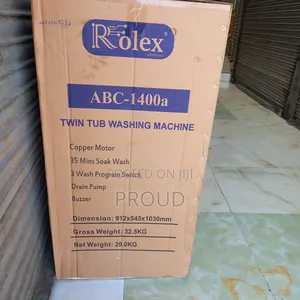 Rolex
ABC-1400a
TWIN TUB WASHING MACHINE
Copper Motor
35 Mins Soak Wash
3 Wash Program Switch
Drain Pump
Buzzer
PROUD
Dimension: 912x545x1030mm
Gross Weight: 32.5KG
Net Weight: 29.0KG